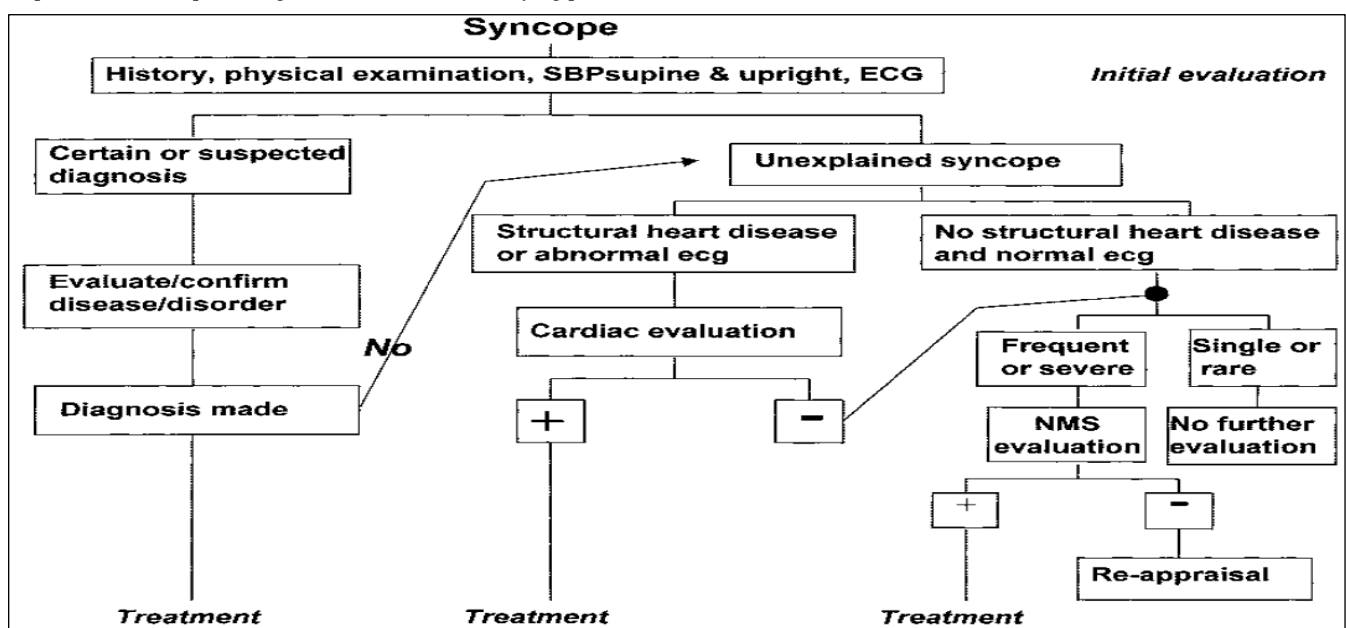 Syncope
History, physical examination, SBPsupine & upright, ECG
Initial evaluation
Certain or suspected
diagnosis
Unexplained syncope
Structural heart disease
or abnormal ecg
No structural heart disease
and normal ecg
Evaluate/confirm
disease/disorder
Cardiac evaluation
No
Frequent
or severe
Single or
rare
Diagnosis made
+
-
NMS
evaluation
No further
evaluation
+
-
Re-appraisal
Treatment
Treatment
Treatment